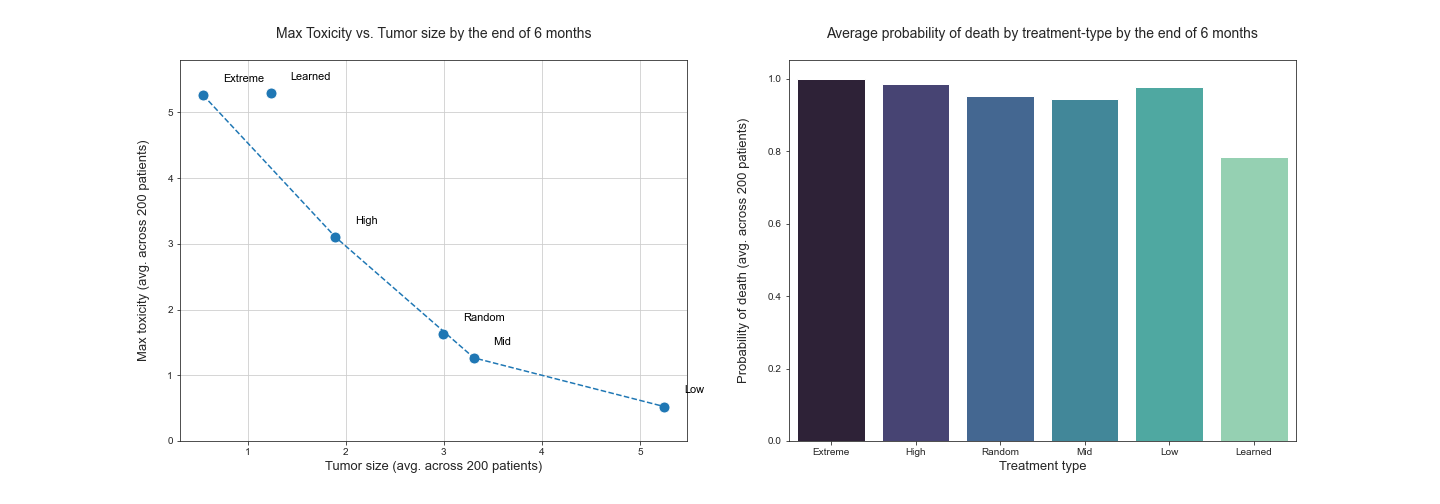 Max Toxicity vs. Tumor size by the end of 6 months
Max toxicity (avg. across 200 patients)
5
4
3
2
1
0
Extreme
Learned
High
Random
Mid
Low
1 2 3 4 5
Tumor size (avg. across 200 patients)
Average probability of death by treatment-type by the end of 6 months
Probability of death (avg. across 200 patients)
1.0
0.8
0.6
0.4
0.2
0.0
Extreme High Random Mid Low Learned
Treatment type